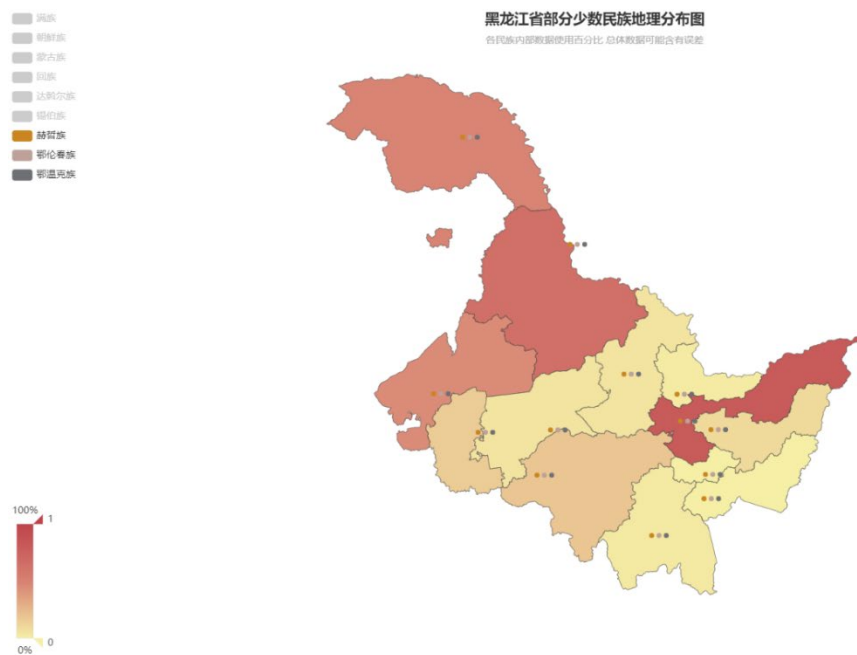 黑龙江省部分少数民族地理分布图
各民族内部数据使用百分比 总体数据可能含有误差
满族
朝鲜族
蒙古族
回族
达斡尔族
锡伯族
赫哲族
鄂伦春族
鄂温克族
100%
1
0
0%